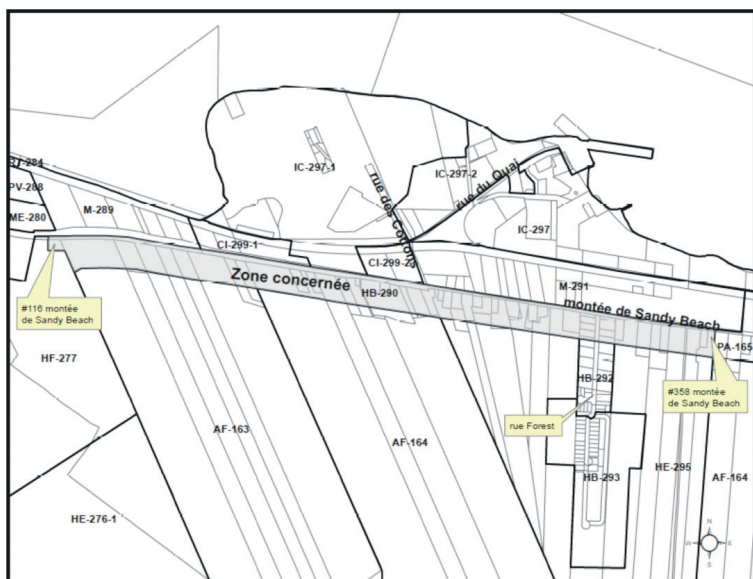 IC-297-1
IC-297-2
rue du Quai
rue des Cotons
PV-288
ME-280
M-289
IC-297
CI-299-1
CI-299-2
Zone concernée
HB-290
M-291
montée de Sandy Beach
#116 montée
de Sandy Beach
PA-165
HF-277
HB-292
#358 montée
de Sandy Beach
AF-163
AF-164
rue Forest
HB-293
HE-295
AF-164
HE-276-1
N
W
E
S